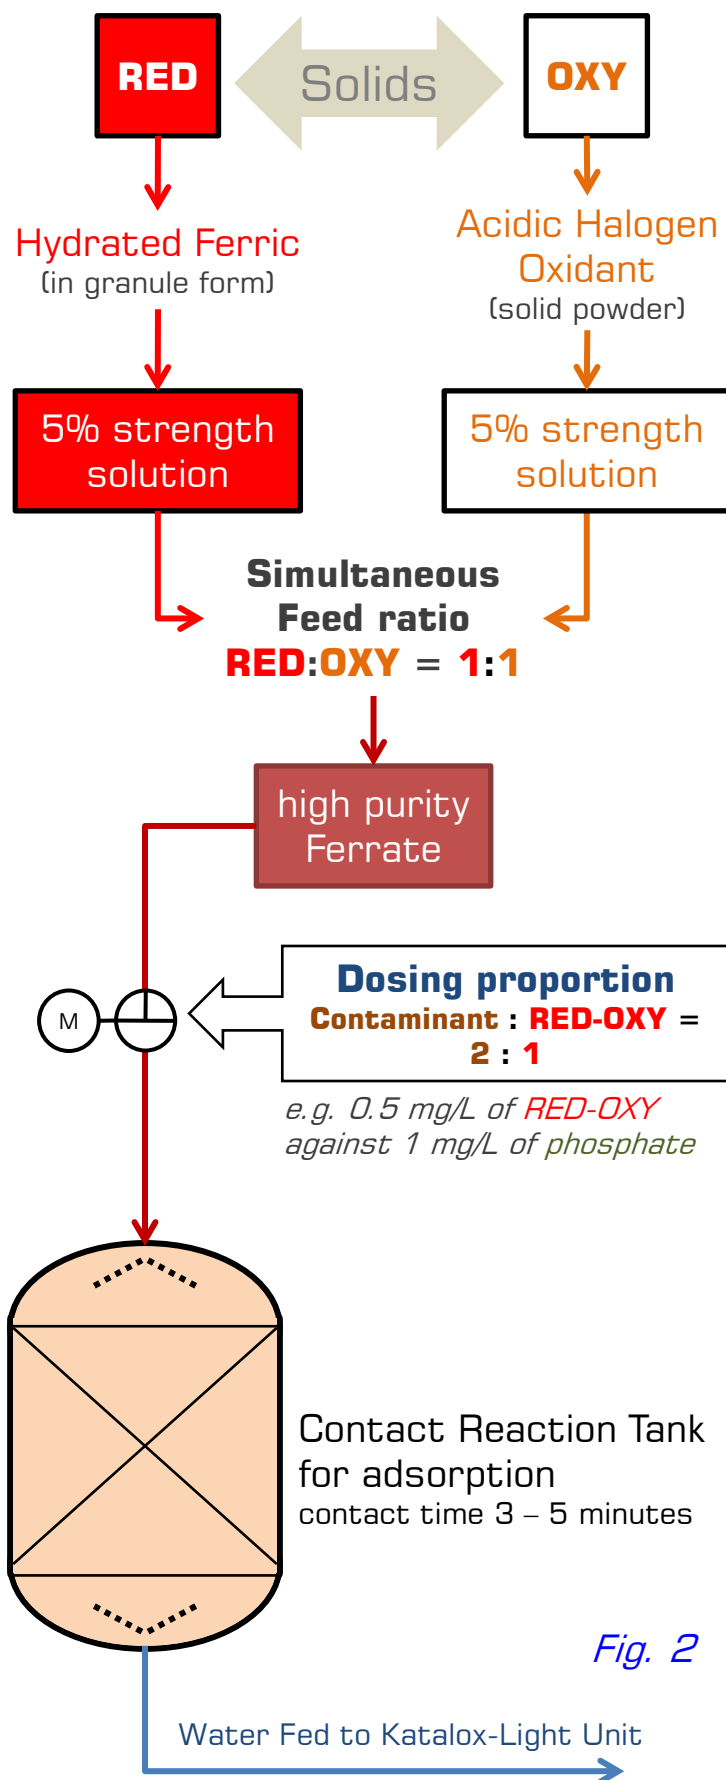 RED
Solids
OXY
Hydrated Ferric
(in granule form)
Acidic Halogen
Oxidant
(solid powder)
5% strength
solution
5% strength
solution
Simultaneous
Feed ratio
RED:OXY = 1:1
high purity
Ferrate
M
Dosing proportion
Contaminant : RED-OXY =
2 : 1
e.g. 0.5 mg/L of RED-OXY
against 1 mg/L of phosphate
Contact Reaction Tank
for adsorption
contact time 3 – 5 minutes
Fig. 2
Water Fed to Katalox-Light Unit